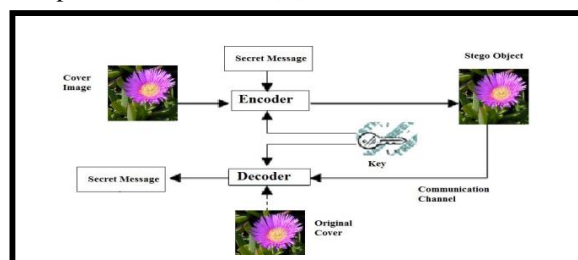 Secret Message
Stego Object
Cover
Image
Encoder
Key
Decoder
Secret Message
Communication
Channel
Original
Cover